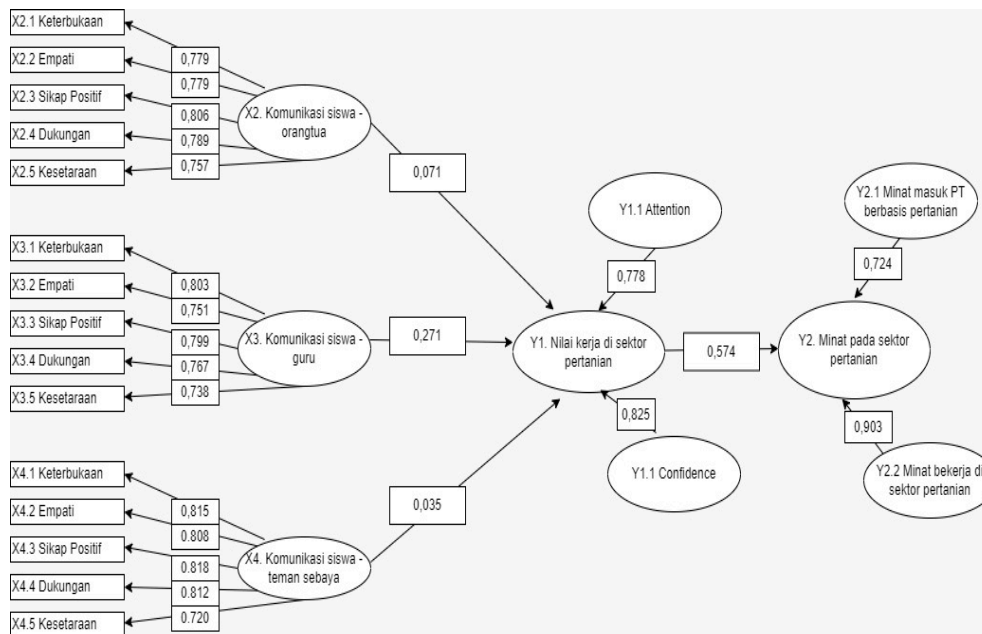 X2.1 Keterbukaan
X2.2 Empati
X2.3 Sikap Positif
X2.4 Dukungan
X2.5 Kesetaraan
0,779
0,779
0,806
0,789
0,757
X2. Komunikasi siswa -
orangtua
0,071
X3.1 Keterbukaan
X3.2 Empati
X3.3 Sikap Positif
X3.4 Dukungan
X3.5 Kesetaraan
0,803
0,751
0,799
0,767
0,738
X3. Komunikasi siswa -
guru
0,271
X4.1 Keterbukaan
X4.2 Empati
X4.3 Sikap Positif
X4.4 Dukungan
X4.5 Kesetaraan
0,815
0.808
0.818
0.812
0.720
X4. Komunikasi siswa -
teman sebaya
0,035
Y1.1 Attention
0,778
Y1. Nilai kerja di sektor
pertanian
0,825
Y1.1 Confidence
0,574
Y2.1 Minat masuk PT
berbasis pertanian
0,724
Y2. Minat pada sektor
pertanian
0,903
Y2.2 Minat bekerja di
sektor pertanian